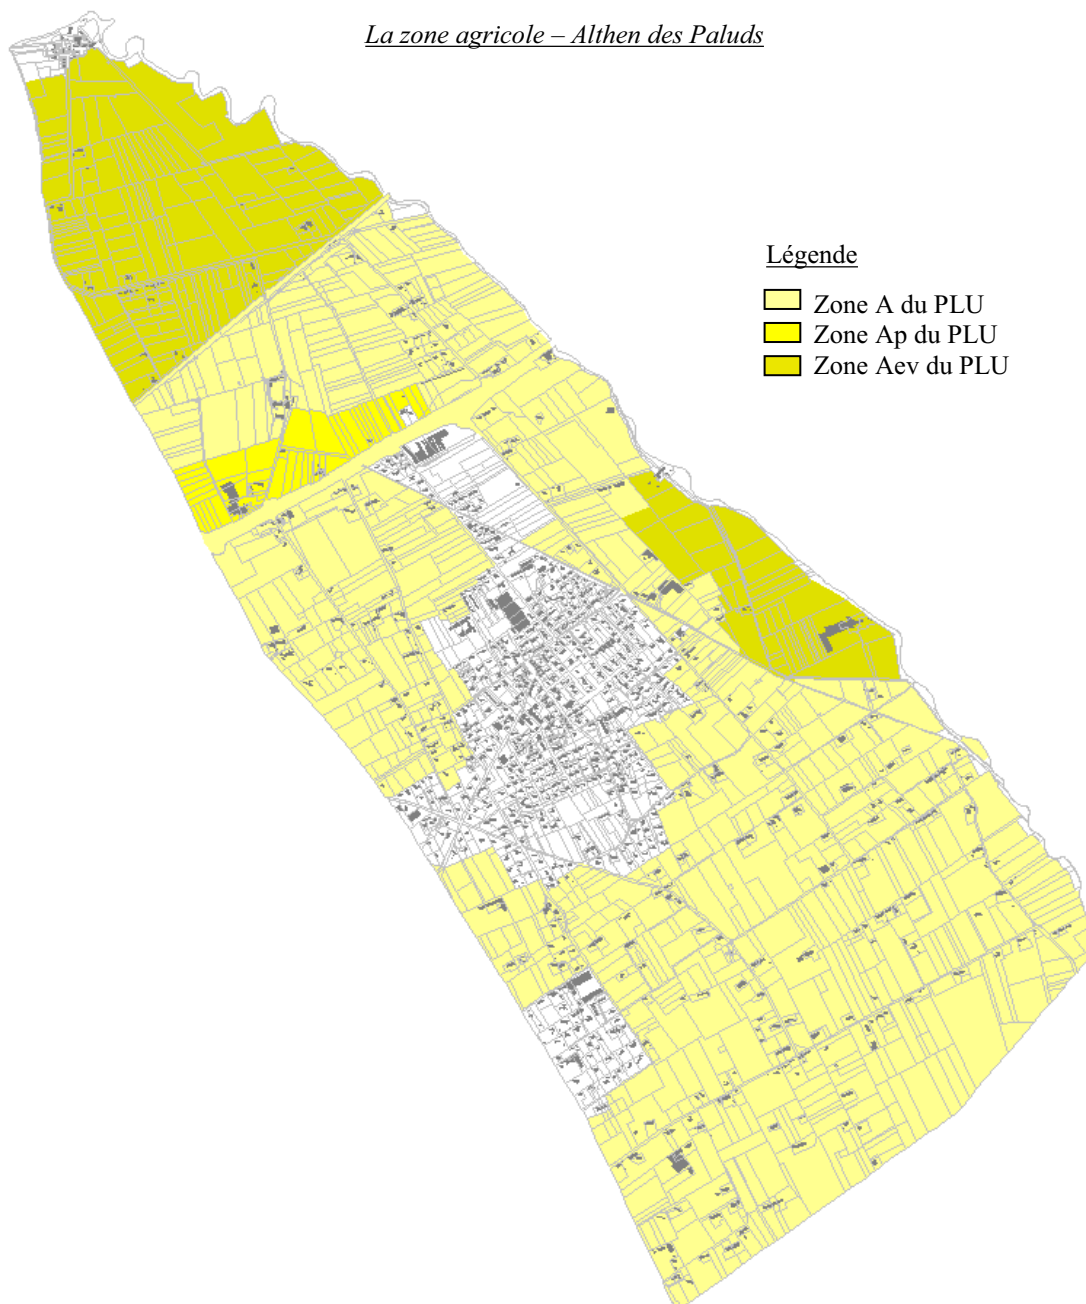 La zone agricole – Althen des Paluds
Légende
Zone A du PLU
Zone Ap du PLU
Zone Aev du PLU